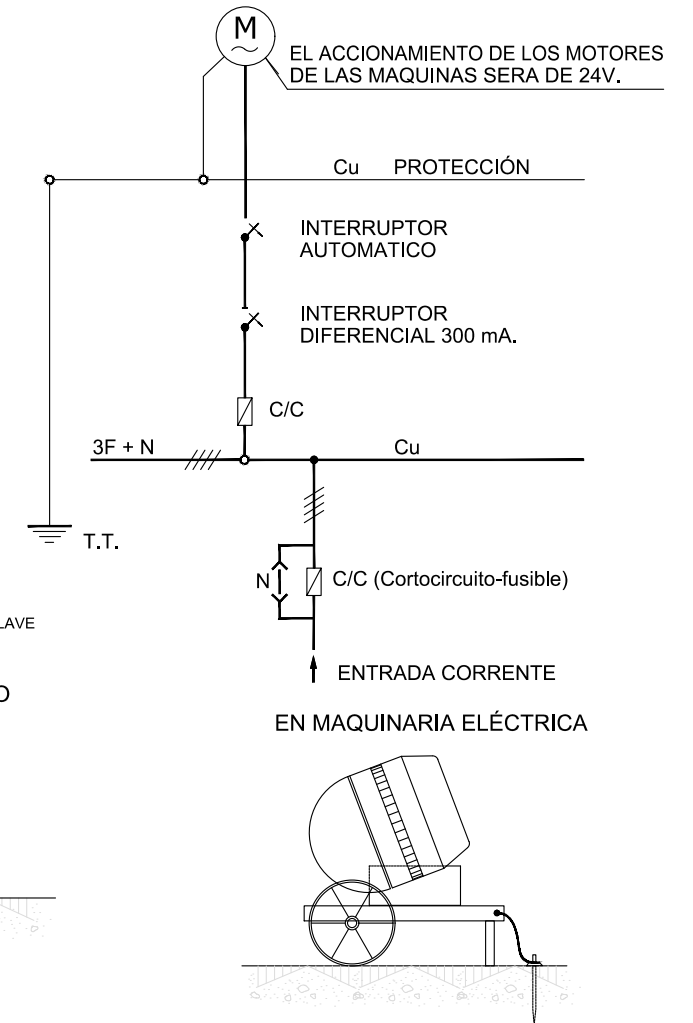 M
EL ACCIONAMIENTO DE LOS MOTORES
DE LAS MAQUINAS SERA DE 24V.
Cu PROTECCIÓN
INTERRUPTOR
AUTOMATICO
INTERRUPTOR
DIFERENCIAL 300 mA.
C/C
3F + N
Cu
T.T.
N
C/C (Cortocircuito-fusible)
LAVE
O
ENTRADA CORRENTE
EN MAQUINARIA ELÉCTRICA